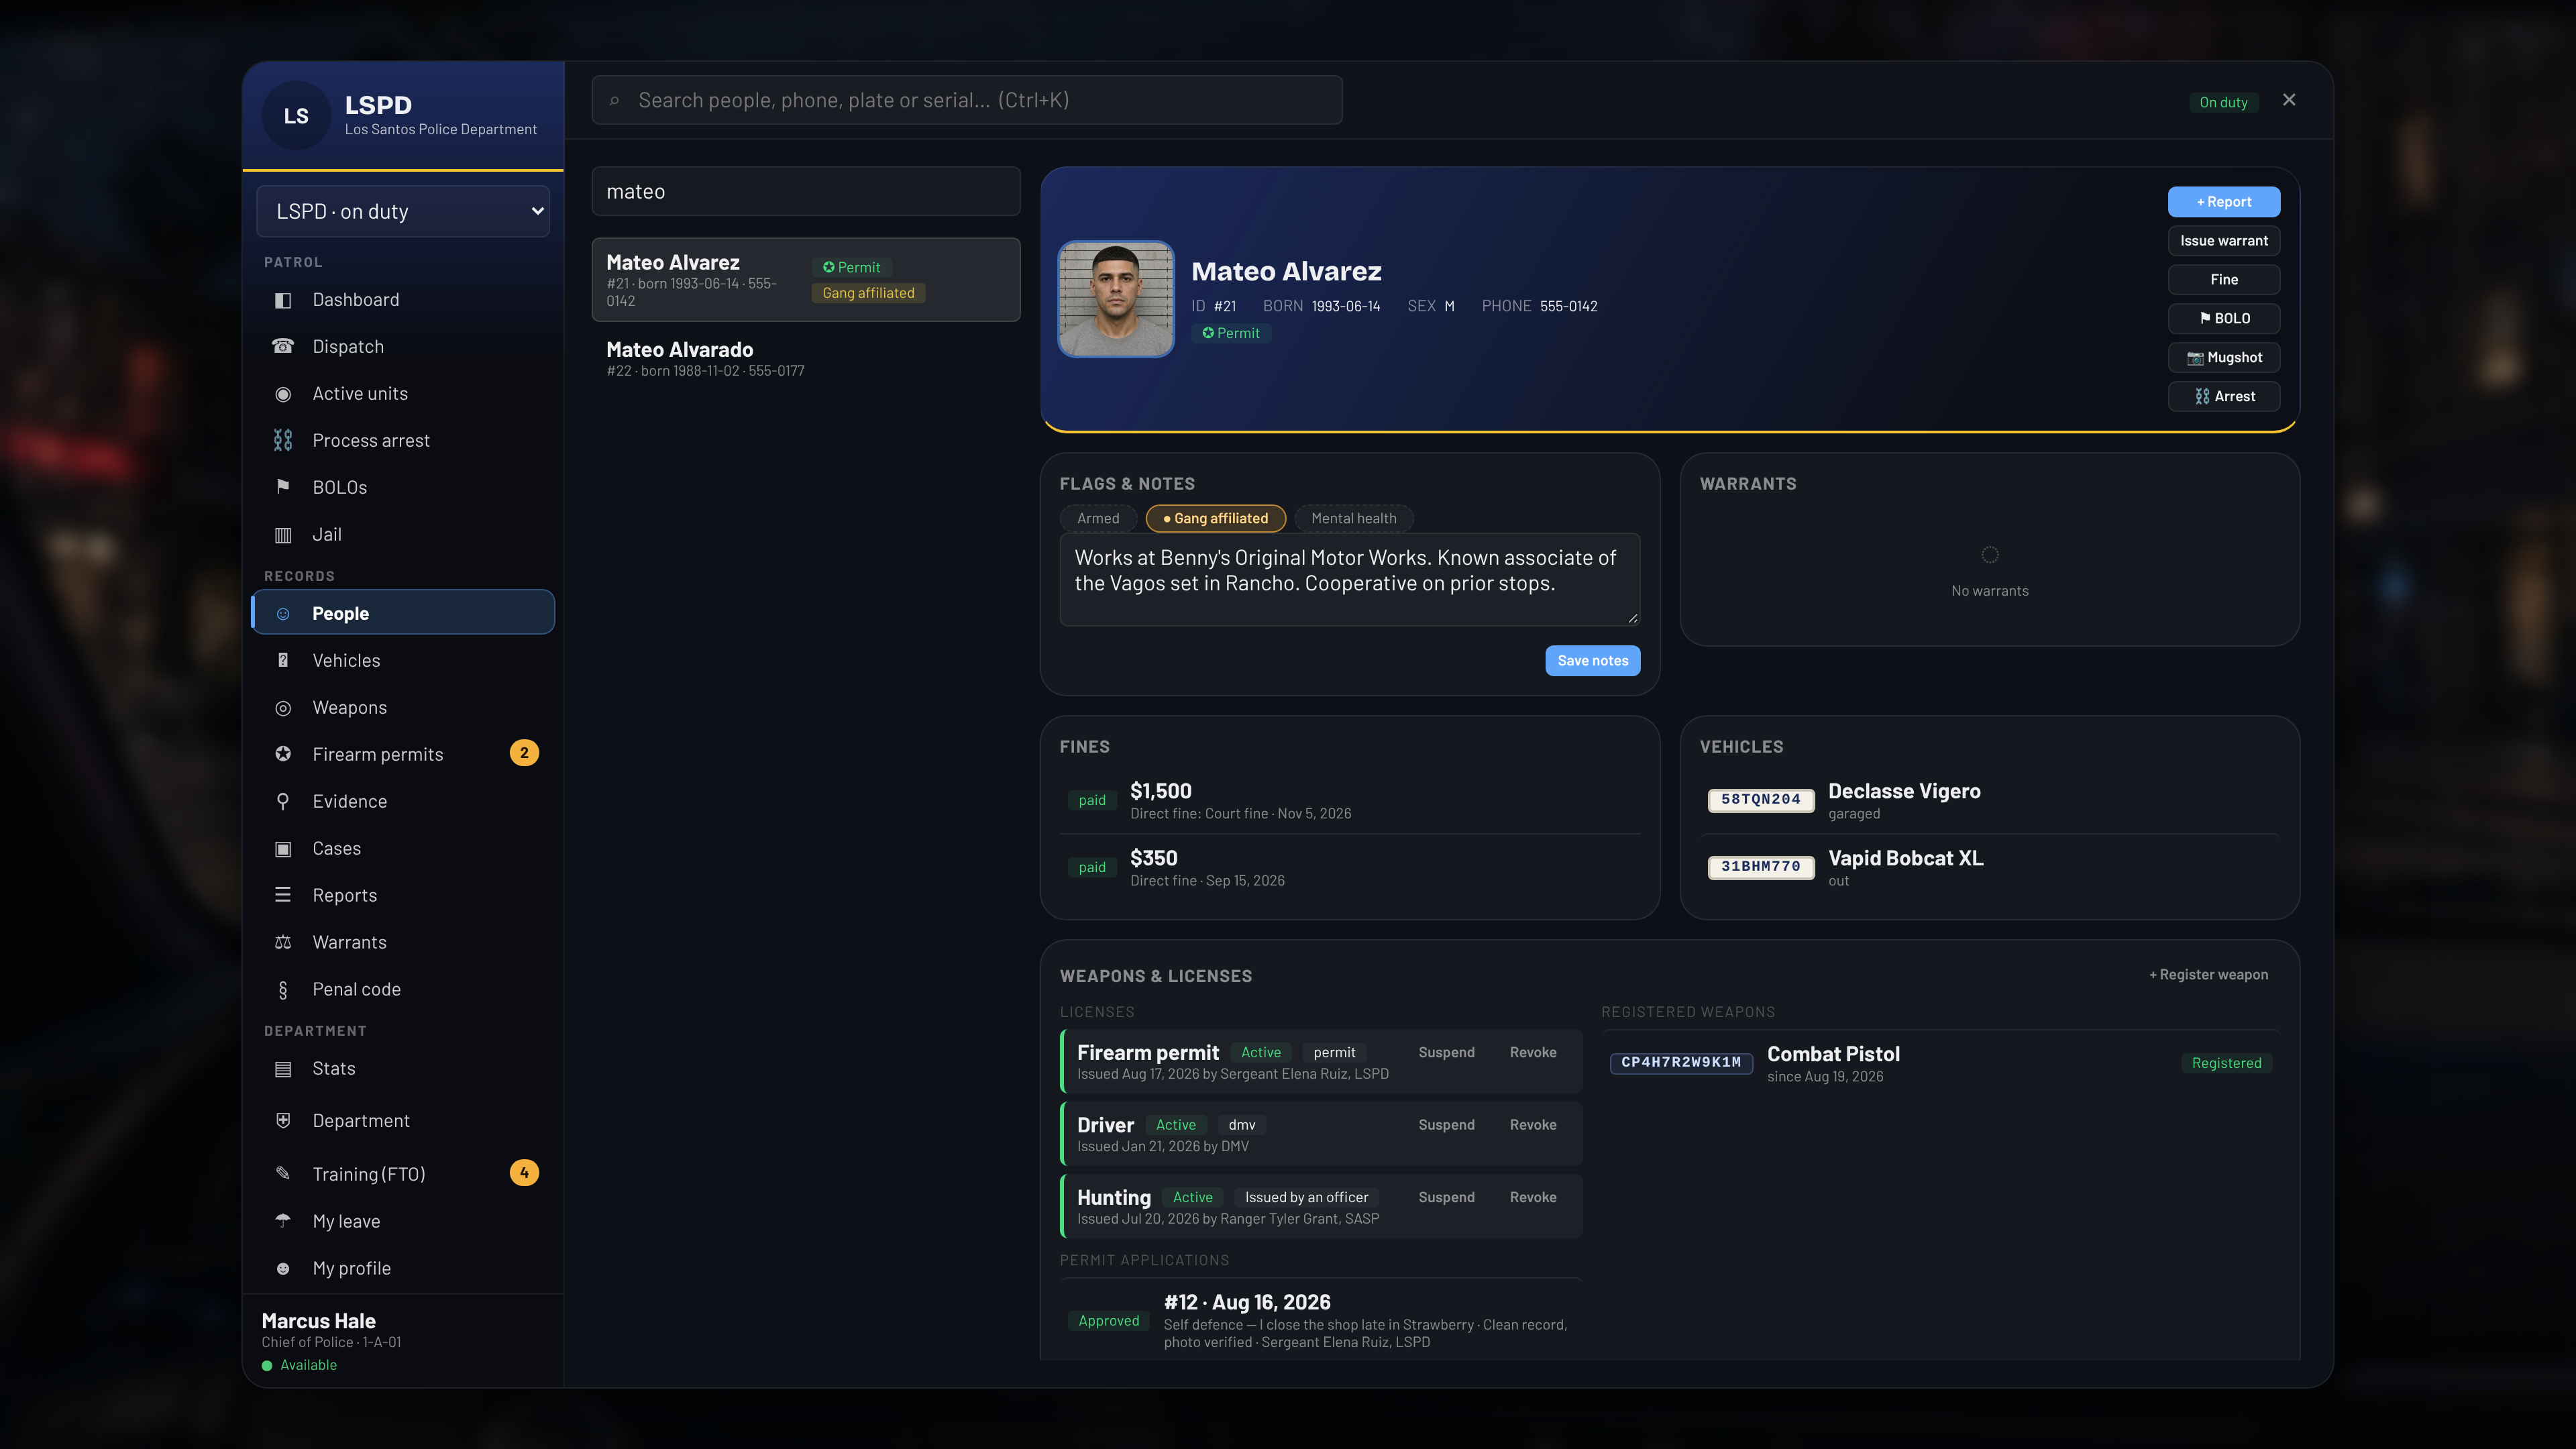 LS
LSPD
Los Santos Police Department
LSPD · on duty
PATROL
Dashboard
Dispatch
Active units
Process arrest
BOLOs
Jail
RECORDS
People
Vehicles
Weapons
Firearm permits 2
Evidence
Cases
Reports
Warrants
§ Penal code
DEPARTMENT
Stats
Department
Training (FTO) 4
My leave
My profile
Marcus Hale
Chief of Police · 1-A-01
Available
Search people, phone, plate or serial... (Ctrl+K)
On duty ×
mateo
Mateo Alvarez
#21 · born 1993-06-14 · 555-
0142
Permit
Gang affiliated
Mateo Alvarado
#22 · born 1988-11-02 · 555-0177
Mateo Alvarez
ID #21 BORN 1993-06-14 SEX M PHONE 555-0142
Permit
+ Report
Issue warrant
Fine
BOLO
Mugshot
Arrest
FLAGS & NOTES
Armed
● Gang affiliated
Mental health
Works at Benny's Original Motor Works. Known associate of
the Vagos set in Rancho. Cooperative on prior stops.
Save notes
WARRANTS
No warrants
FINES
paid
$1,500
Direct fine: Court fine · Nov 5, 2026
paid
$350
Direct fine · Sep 15, 2026
VEHICLES
58TQN204
Declasse Vigero
garaged
31BHM770
Vapid Bobcat XL
out
WEAPONS & LICENSES
+ Register weapon
LICENSES
Firearm permit Active permit Suspend Revoke
Issued Aug 17, 2026 by Sergeant Elena Ruiz, LSPD
Driver Active dmv Suspend Revoke
Issued Jan 21, 2026 by DMV
Hunting Active Issued by an officer Suspend Revoke
Issued Jul 20, 2026 by Ranger Tyler Grant, SASP
PERMIT APPLICATIONS
Approved
#12 · Aug 16, 2026
Self defence — I close the shop late in Strawberry · Clean record,
photo verified · Sergeant Elena Ruiz, LSPD
REGISTERED WEAPONS
CP4H7R2W9K1M
Combat Pistol
since Aug 19, 2026
Registered